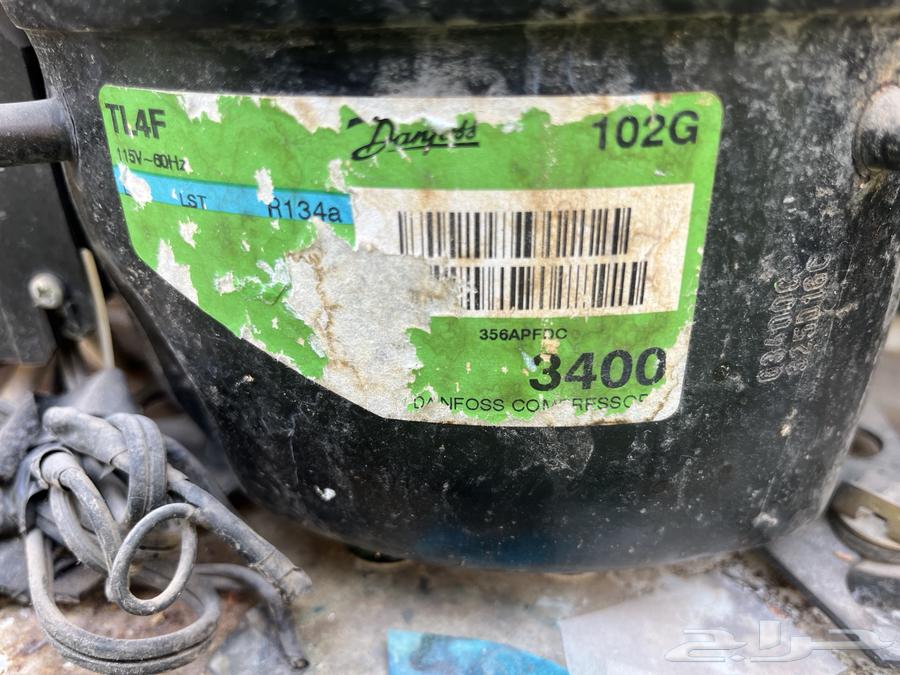 TL4F
Danfoss
102G
115V~60Hz
LST
R134a
356APFDC
3400
DANFOSS COMPRESSOR
حراج